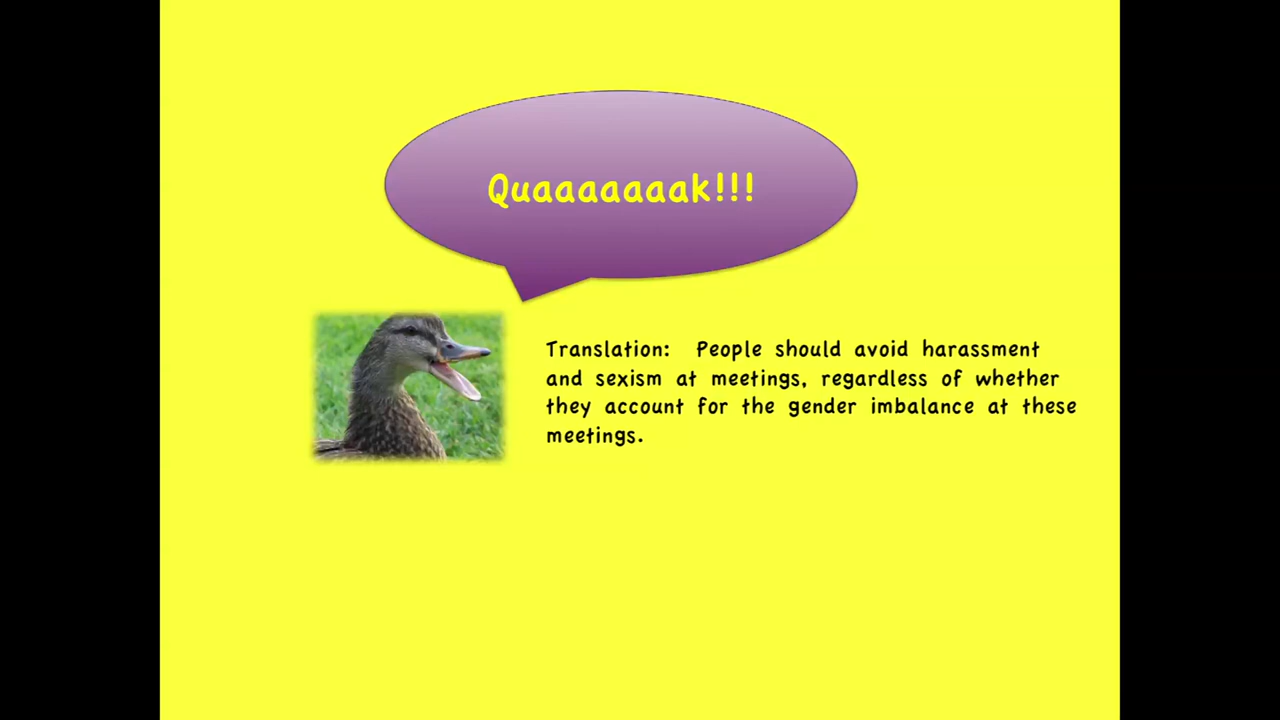 Quaaaaaaak!!!
Translation: People should avoid harassment
and sexism at meetings, regardless of whether
they account for the gender imbalance at these
meetings.